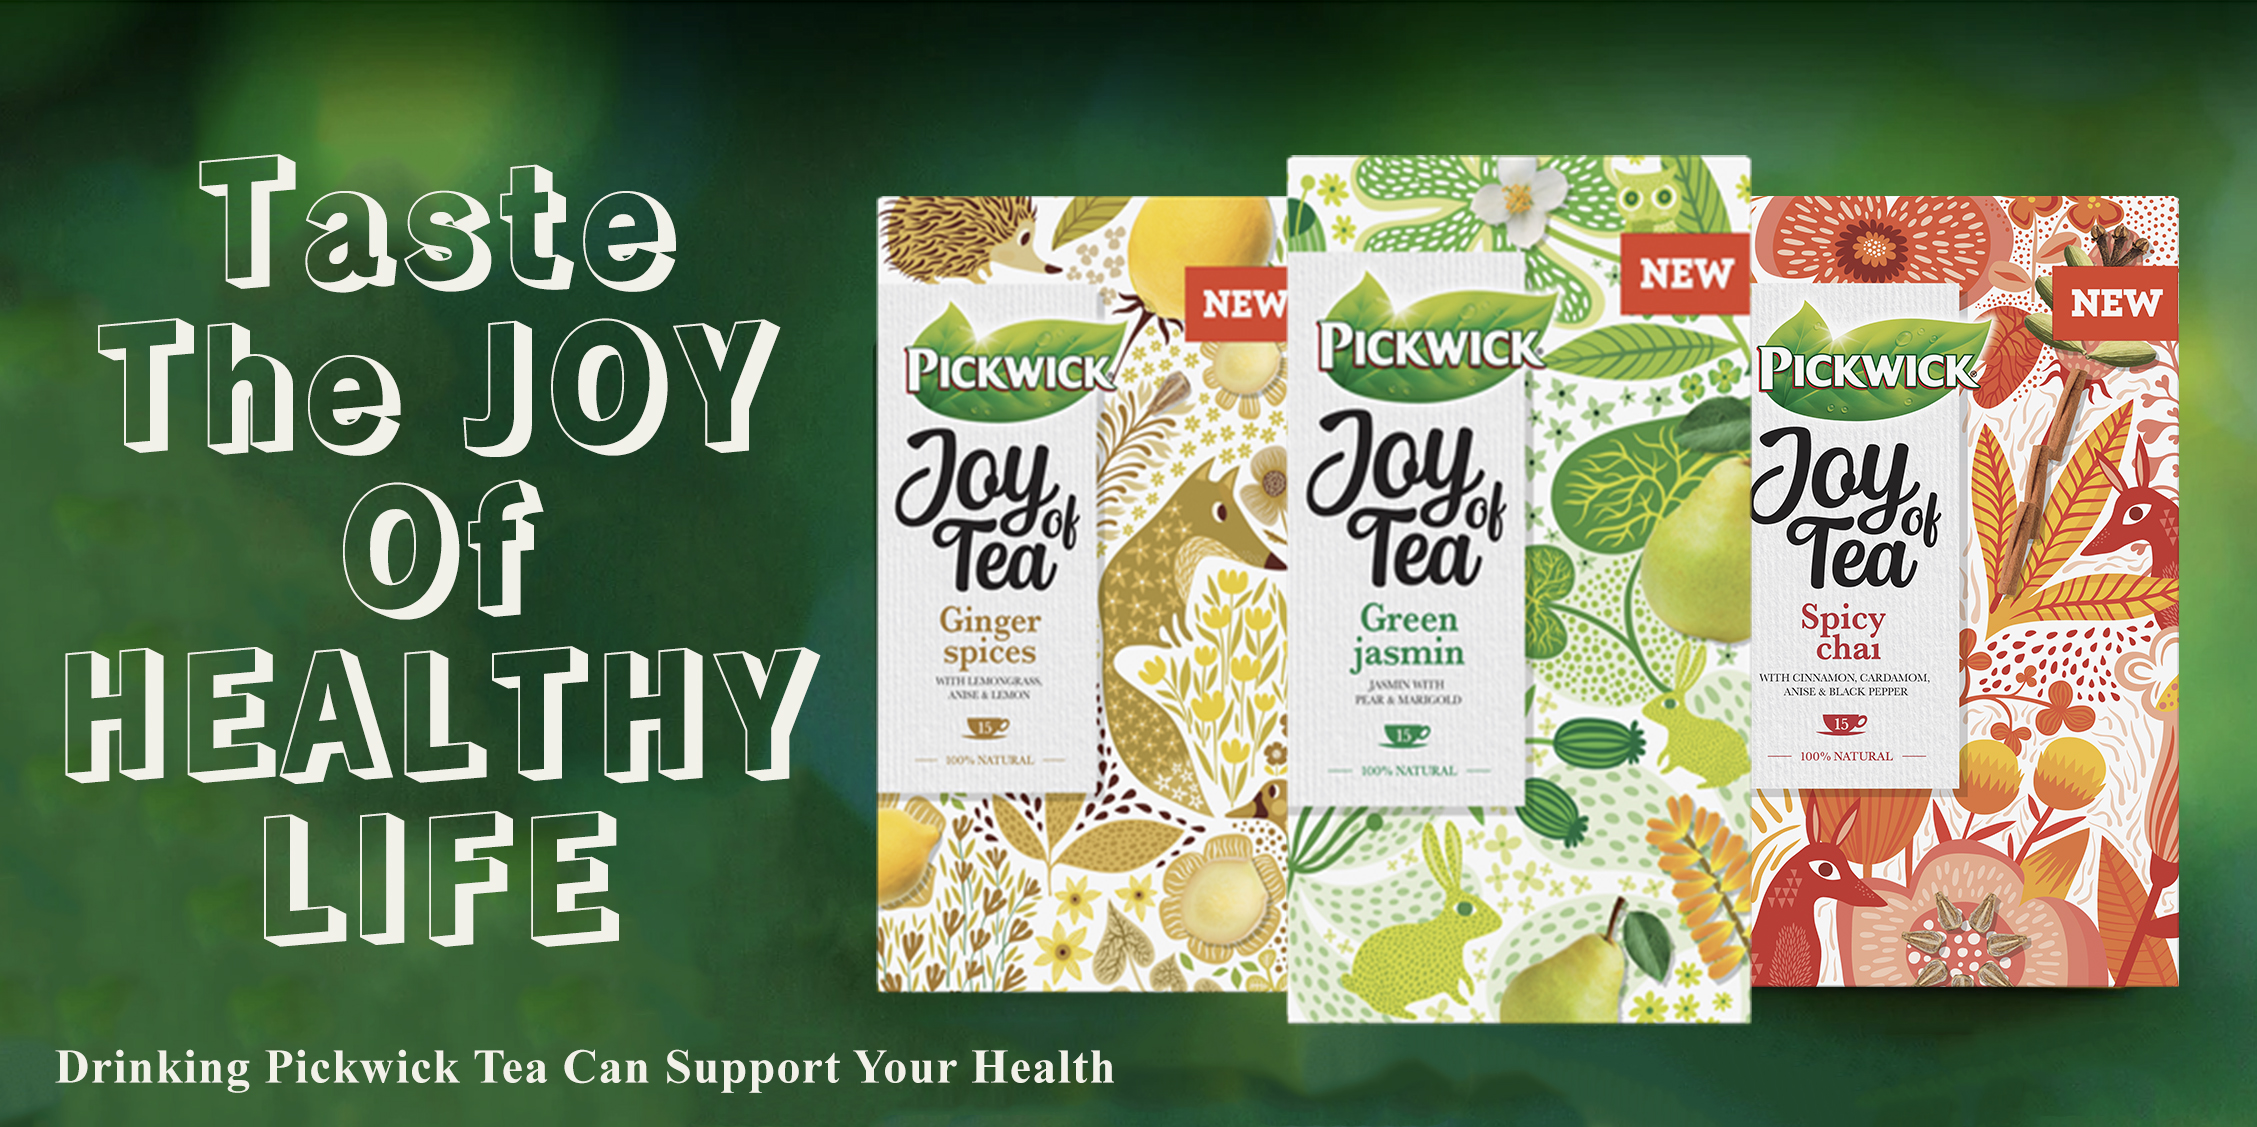 Taste
The JOY
Of
HEALTHY
LIFE
Drinking Pickwick Tea Can Support Your Health
NEW
PICKWICK
Joy of
Tea
Ginger
spices
WITH LEMONGRASS,
ANISE & LEMON
15
100% NATURAL
NEW
PICKWICK
Joy of
Tea
Green
jasmin
JASMIN WITH
PEAR & MARIGOLD
15
100% NATURAL
NEW
PICKWICK
Joy of
Tea
Spicy
chai
WITH CINNAMON, CARDAMOM,
ANISE & BLACK PEPPER
15
100% NATURAL